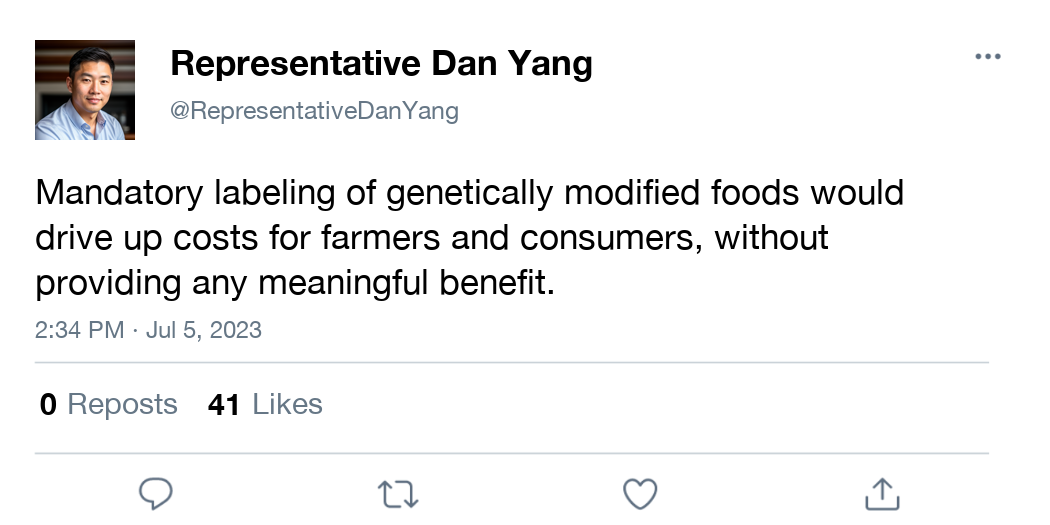 Representative Dan Yang
@RepresentativeDanYang
Mandatory labeling of genetically modified foods would
drive up costs for farmers and consumers, without
providing any meaningful benefit.
2:34 PM · Jul 5, 2023
0 Reposts 41 Likes